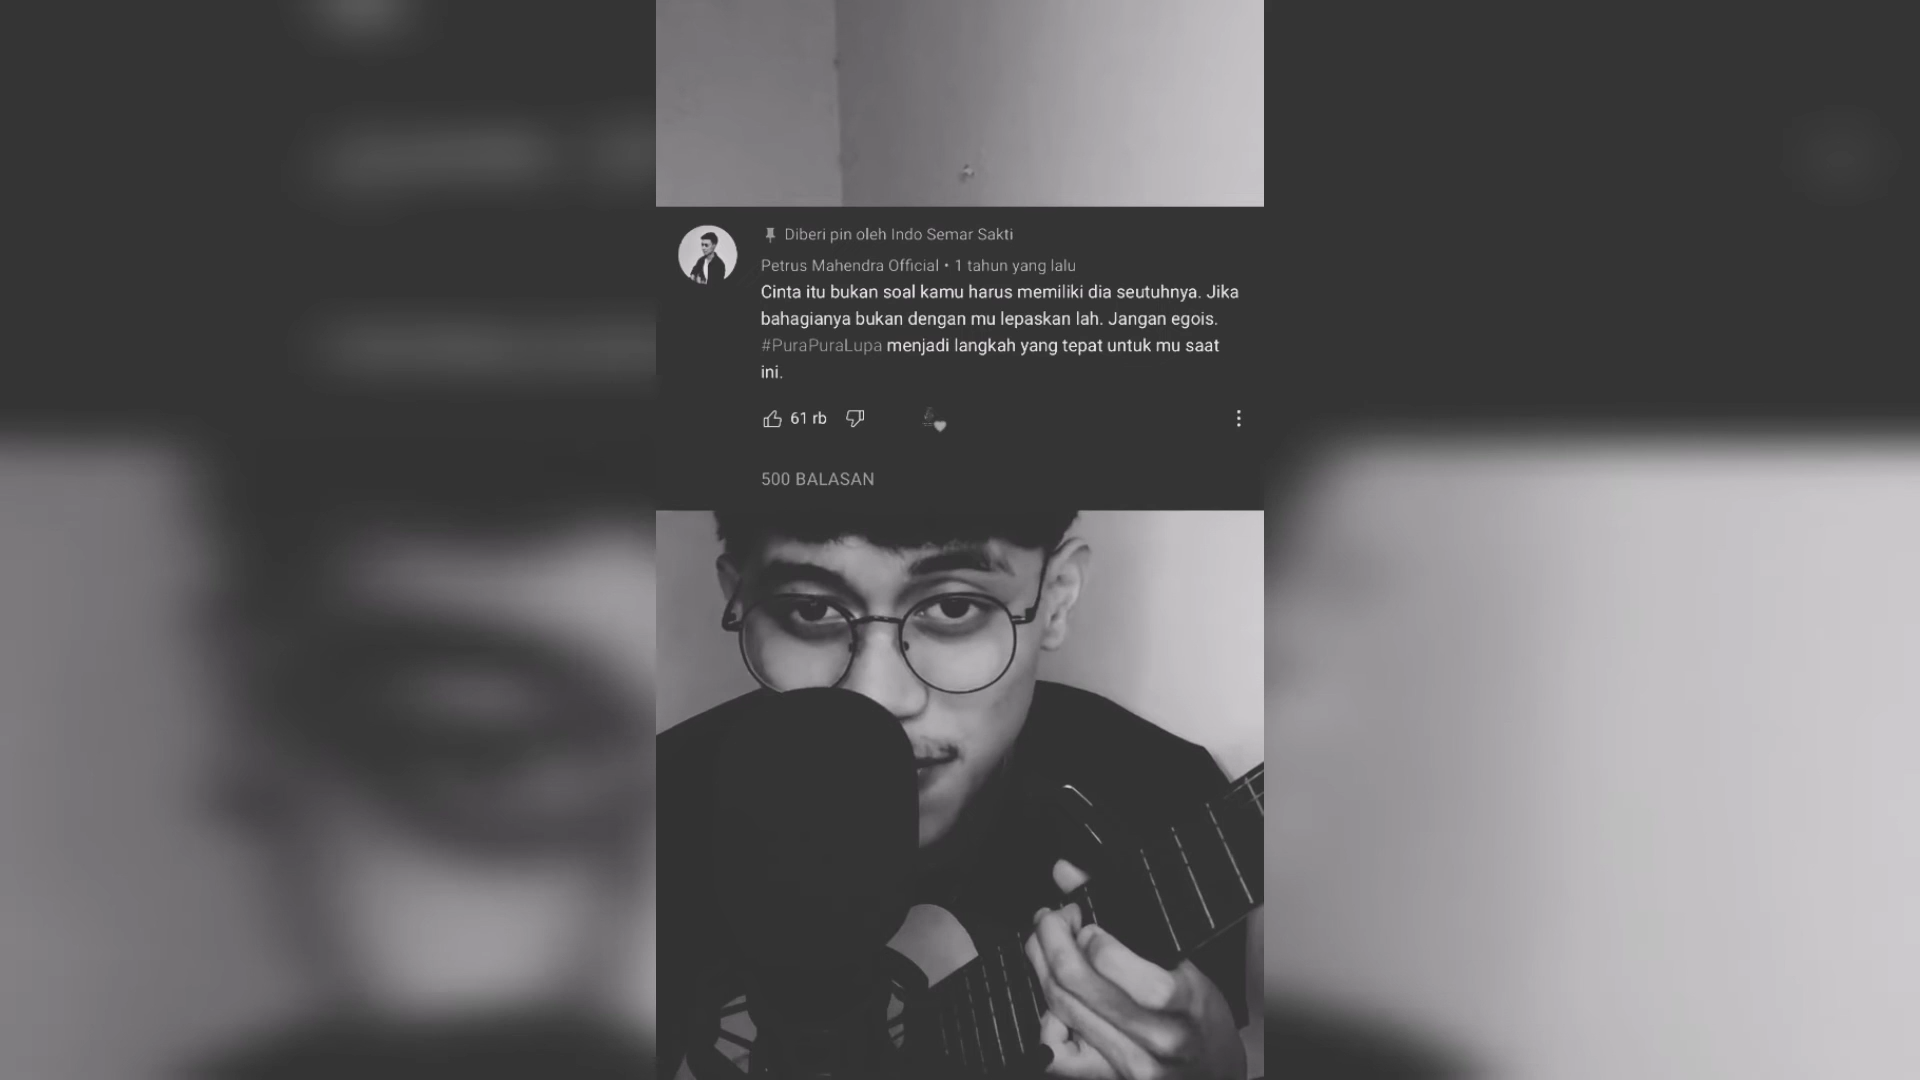 Diberi pin oleh Indo Semar Sakti
Petrus Mahendra Official • 1 tahun yang lalu
Cinta itu bukan soal kamu harus memiliki dia seutuhnya. Jika
bahagianya bukan dengan mu lepaskan lah. Jangan egois.
#PuraPuraLupa menjadi langkah yang tepat untuk mu saat
ini.
61 rb
500 BALASAN